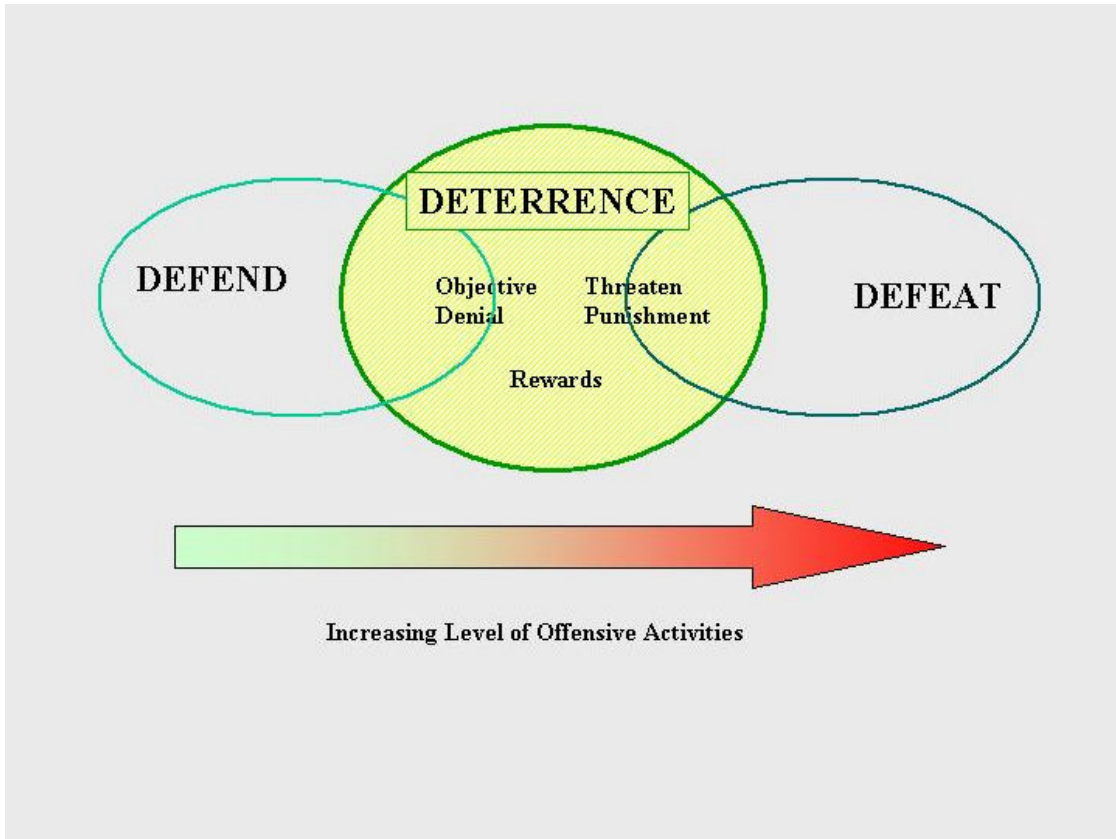 DETERRENCE
DEFEND
Objective
Denial
Threaten
Punishment
DEFEAT
Rewards
Increasing Level of Offensive Activities